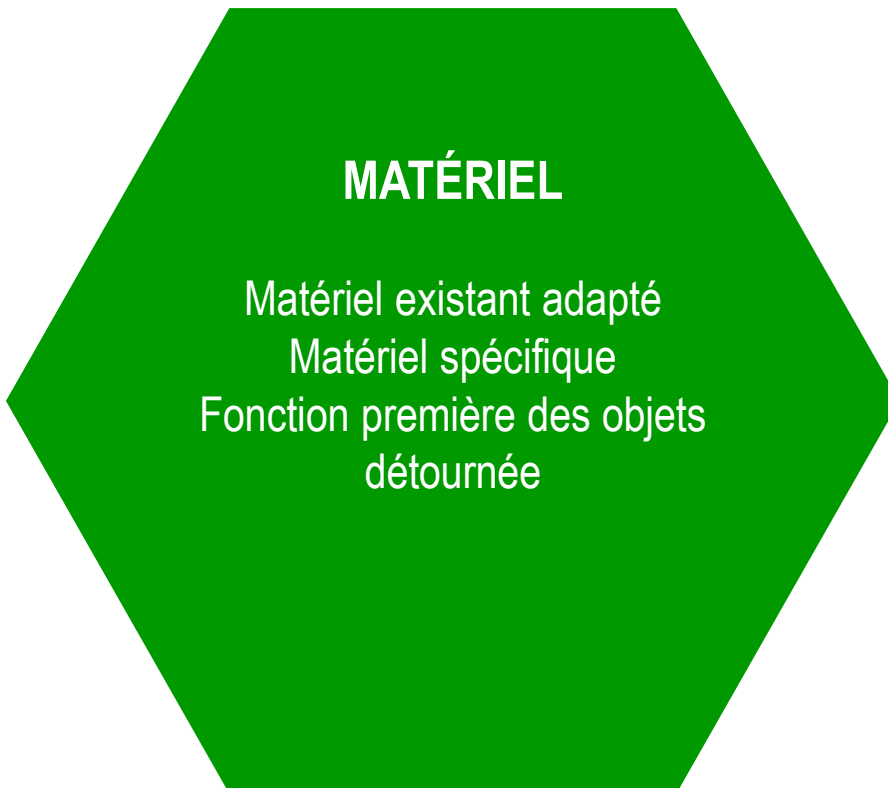 MATÉRIEL
Matériel existant adapté
Matériel spécifique
Fonction première des objets
détournée